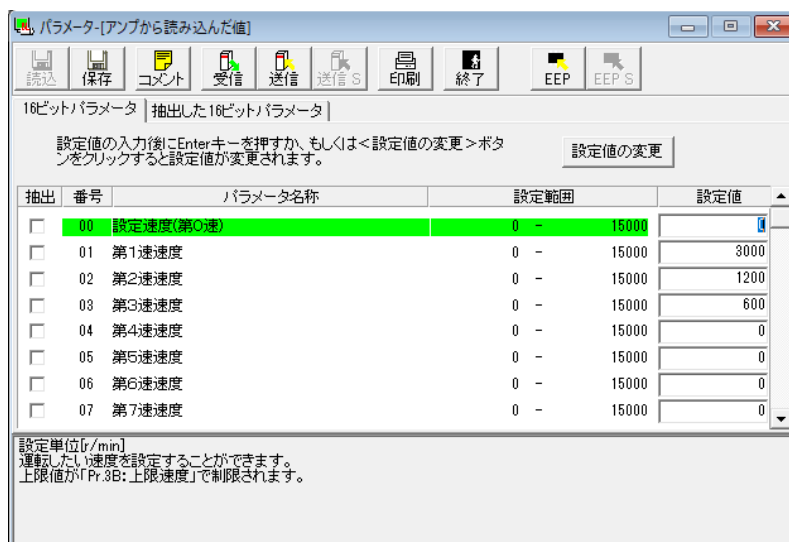 パラメータ-[アンプから読み込んだ値]
読込 保存 コメント 受信 送信 送信 S 印刷 終了 EEP EEP S
16ビットパラメータ 抽出した16ビットパラメータ
設定値の入力後にEnterキーを押すか、もしくは<設定値の変更>ボタ
ンをクリックすると設定値が変更されます。
設定値の変更
抽出 番号 パラメータ名称 設定範囲 設定値
00 設定速度(第0速) 0 - 15000 0
01 第1速速度 0 - 15000 3000
02 第2速速度 0 - 15000 1200
03 第3速速度 0 - 15000 600
04 第4速速度 0 - 15000 0
05 第5速速度 0 - 15000 0
06 第6速速度 0 - 15000 0
07 第7速速度 0 - 15000 0
設定単位[r/min]
運転したい速度を設定することができます。
上限値が「Pr.3B:上限速度」で制限されます。